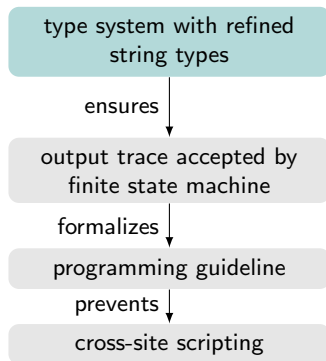 type system with refined
string types
ensures
output trace accepted by
finite state machine
formalizes
programming guideline
prevents
cross-site scripting